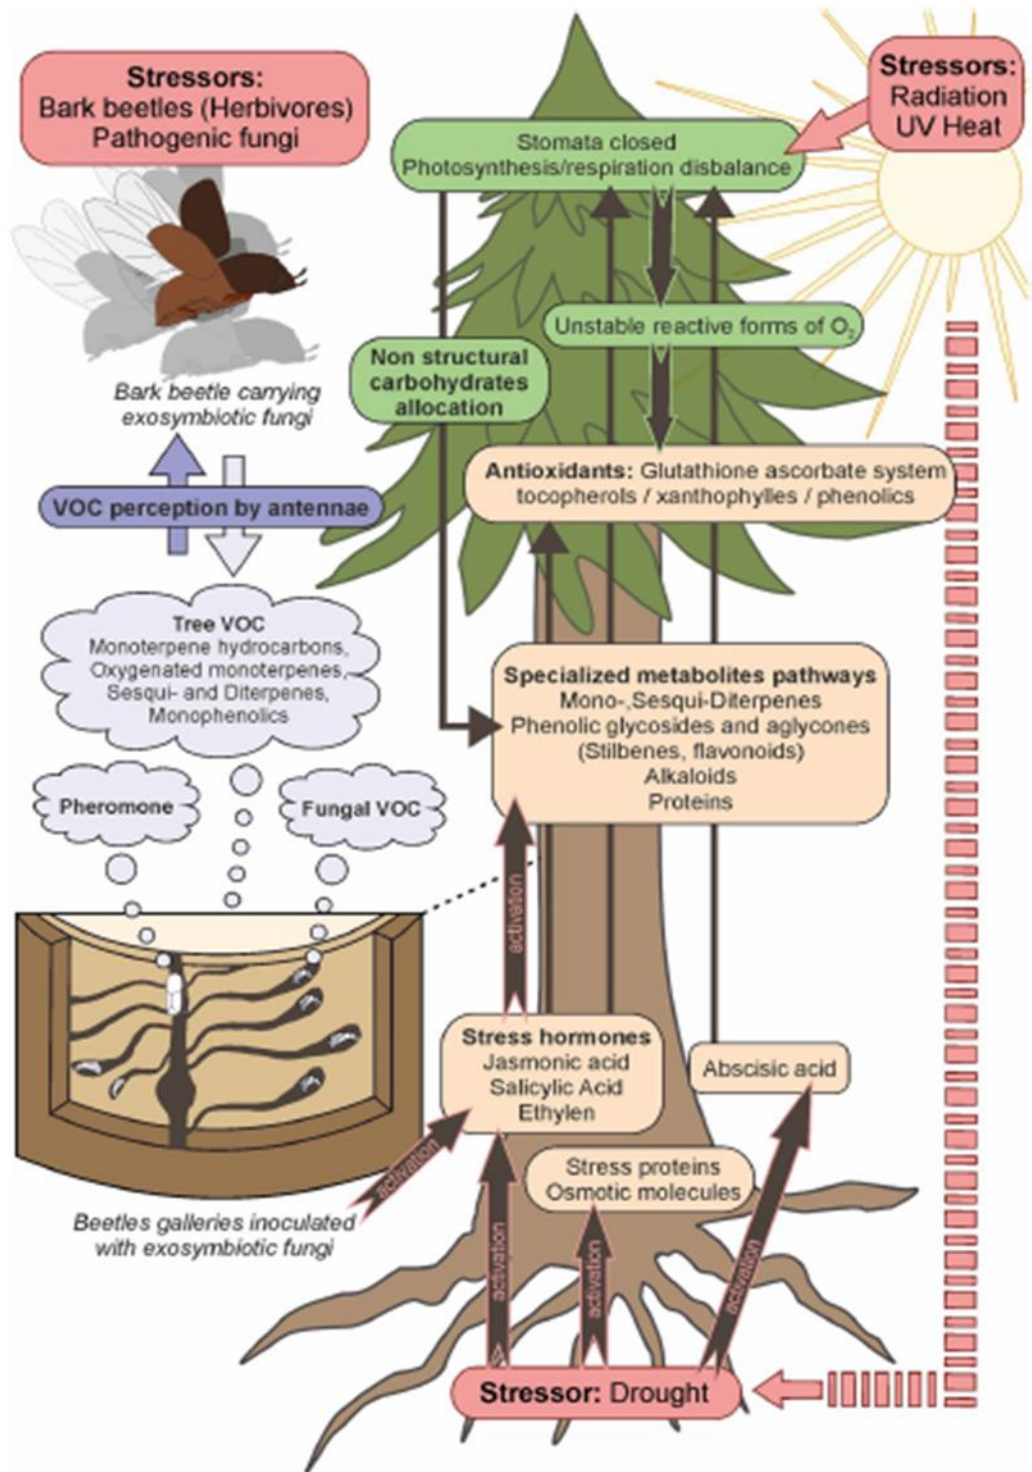 Stressors:
Bark beetles (Herbivores)
Pathogenic fungi
Stressors:
Radiation
UV Heat
Stomata closed
Photosynthesis/respiration disbalance
Unstable reactive forms of O₂
Non structural
carbohydrates
allocation
Bark beetle carrying
exosymbiotic fungi
Antioxidants: Glutathione ascorbate system
tocopherols / xanthophylles / phenolics
VOC perception by antennae
Tree VOC
Monoterpene hydrocarbons,
Oxygenated monoterpenes,
Sesqui- and Diterpenes,
Monophenolics
Specialized metabolites pathways
Mono-,Sesqui-Diterpenes
Phenolic glycosides and aglycones
(Stilbenes, flavonoids)
Alkaloids
Proteins
Pheromone
Fungal VOC
activation
Stress hormones
Jasmonic acid
Salicylic Acid
Ethylen
Abscisic acid
activation
Stress proteins
Osmotic molecules
Beetles galleries inoculated
with exosymbiotic fungi
activation
activation
activation
Stressor: Drought